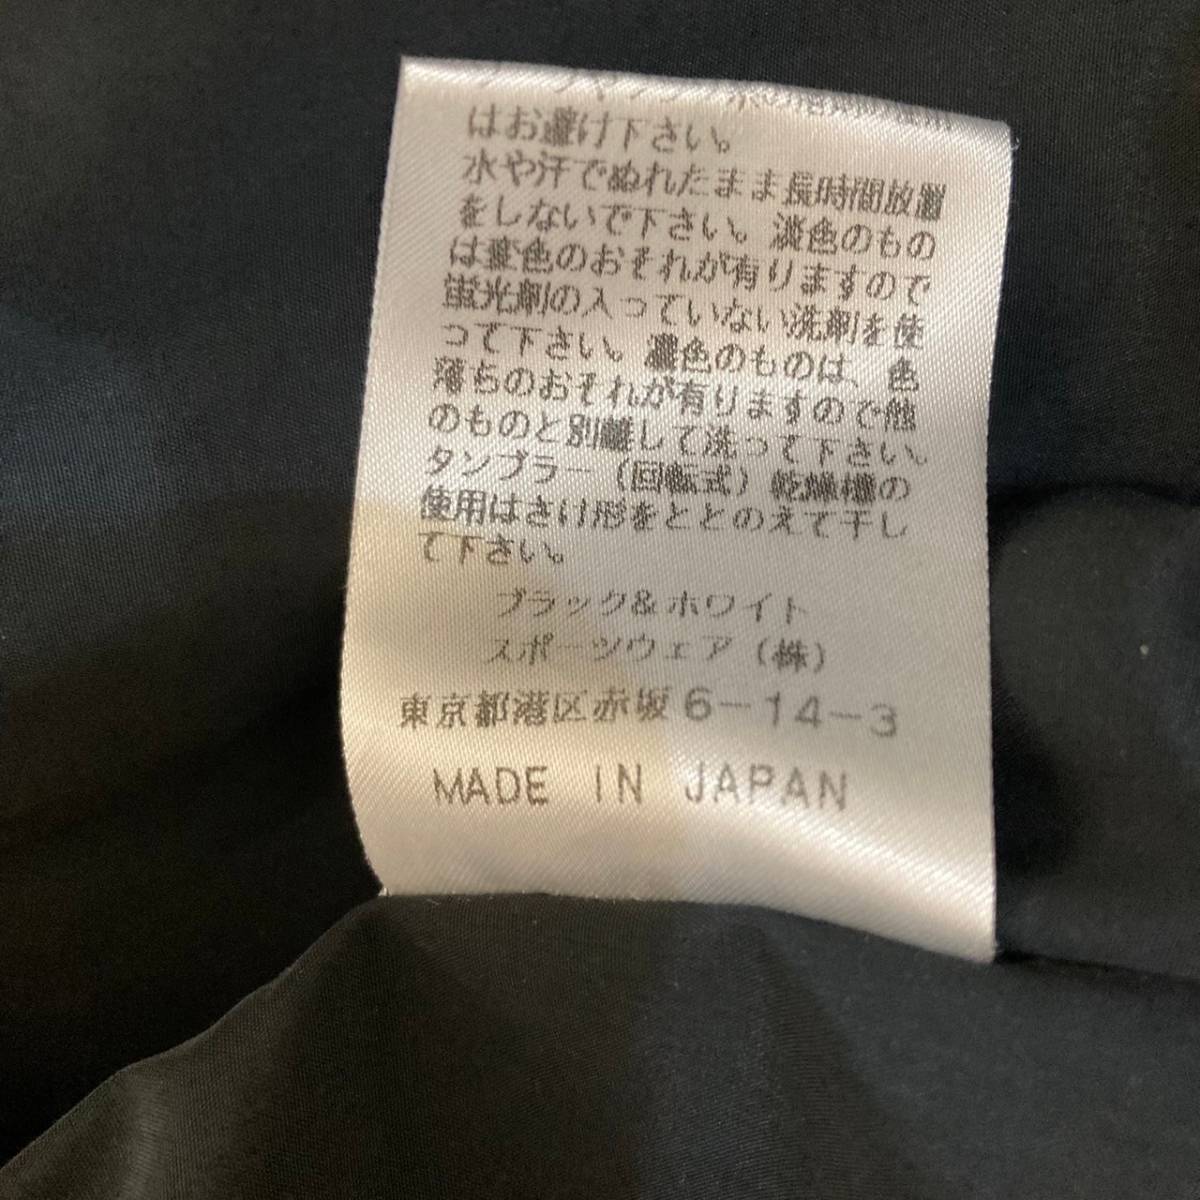 はお避け下さい。
水や汗でぬれたまま長時間放置
をしないで下さい。淡色のもの
は変色のおそれが有りますので
蛍光剤の入っていない洗剤を使
って下さい。濃色のものは、色
落ちのおそれが有りますので他
のものと別離して洗って下さい。
タンブラー（回転式）乾燥機の
使用はさけ形をととのえて干し
て下さい。
ブラック&ホワイト
スポーツウェア（株）
東京都港区赤坂6-14-3
MADE IN JAPAN